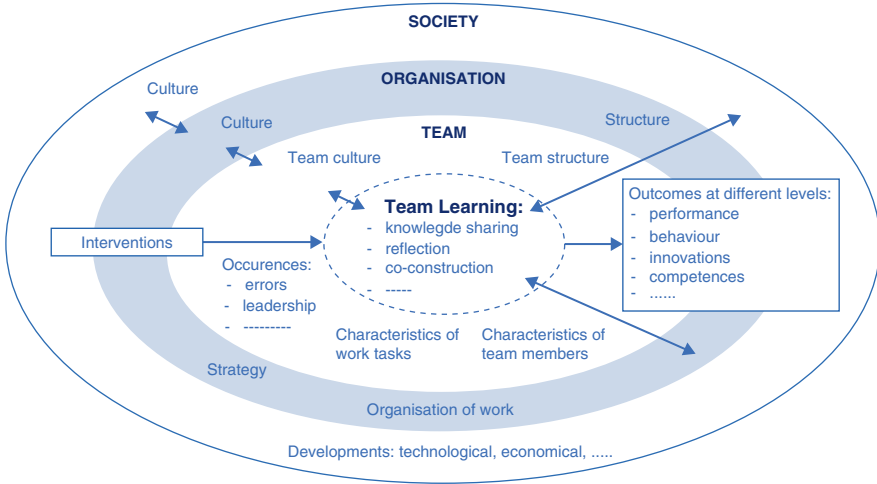 SOCIETY
ORGANISATION
Culture
Culture
Structure
TEAM
Team culture
Team structure
Team Learning:
- knowlegde sharing
- reflection
- co-construction
- -----
Outcomes at different levels:
- performance
- behaviour
- innovations
- competences
- ......
Interventions
Occurences:
- errors
- leadership
- ---------
Characteristics of
work tasks
Characteristics of
team members
Strategy
Organisation of work
Developments: technological, economical, .....